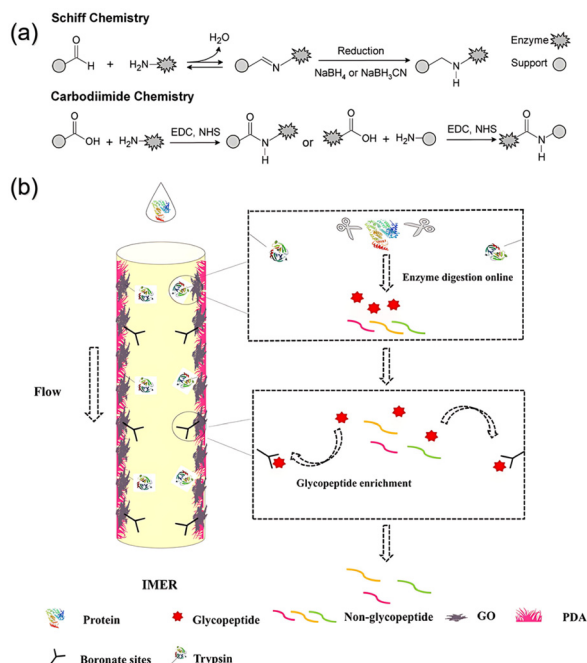 (a)
Schiff Chemistry
O
H
+
H₂N
H₂O
N
Reduction
NaBH₄ or NaBH₃CN
N
H
Enzyme
Support
Carbodiimide Chemistry
O
OH
+
H₂N
EDC, NHS
O
N
H
or
O
OH
+
H₂N
EDC, NHS
O
N
H
(b)
Flow
Enzyme digestion online
Glycopeptide enrichment
IMER
Protein
Glycopeptide
Non-glycopeptide
GO
PDA
Boronate sites
Trypsin